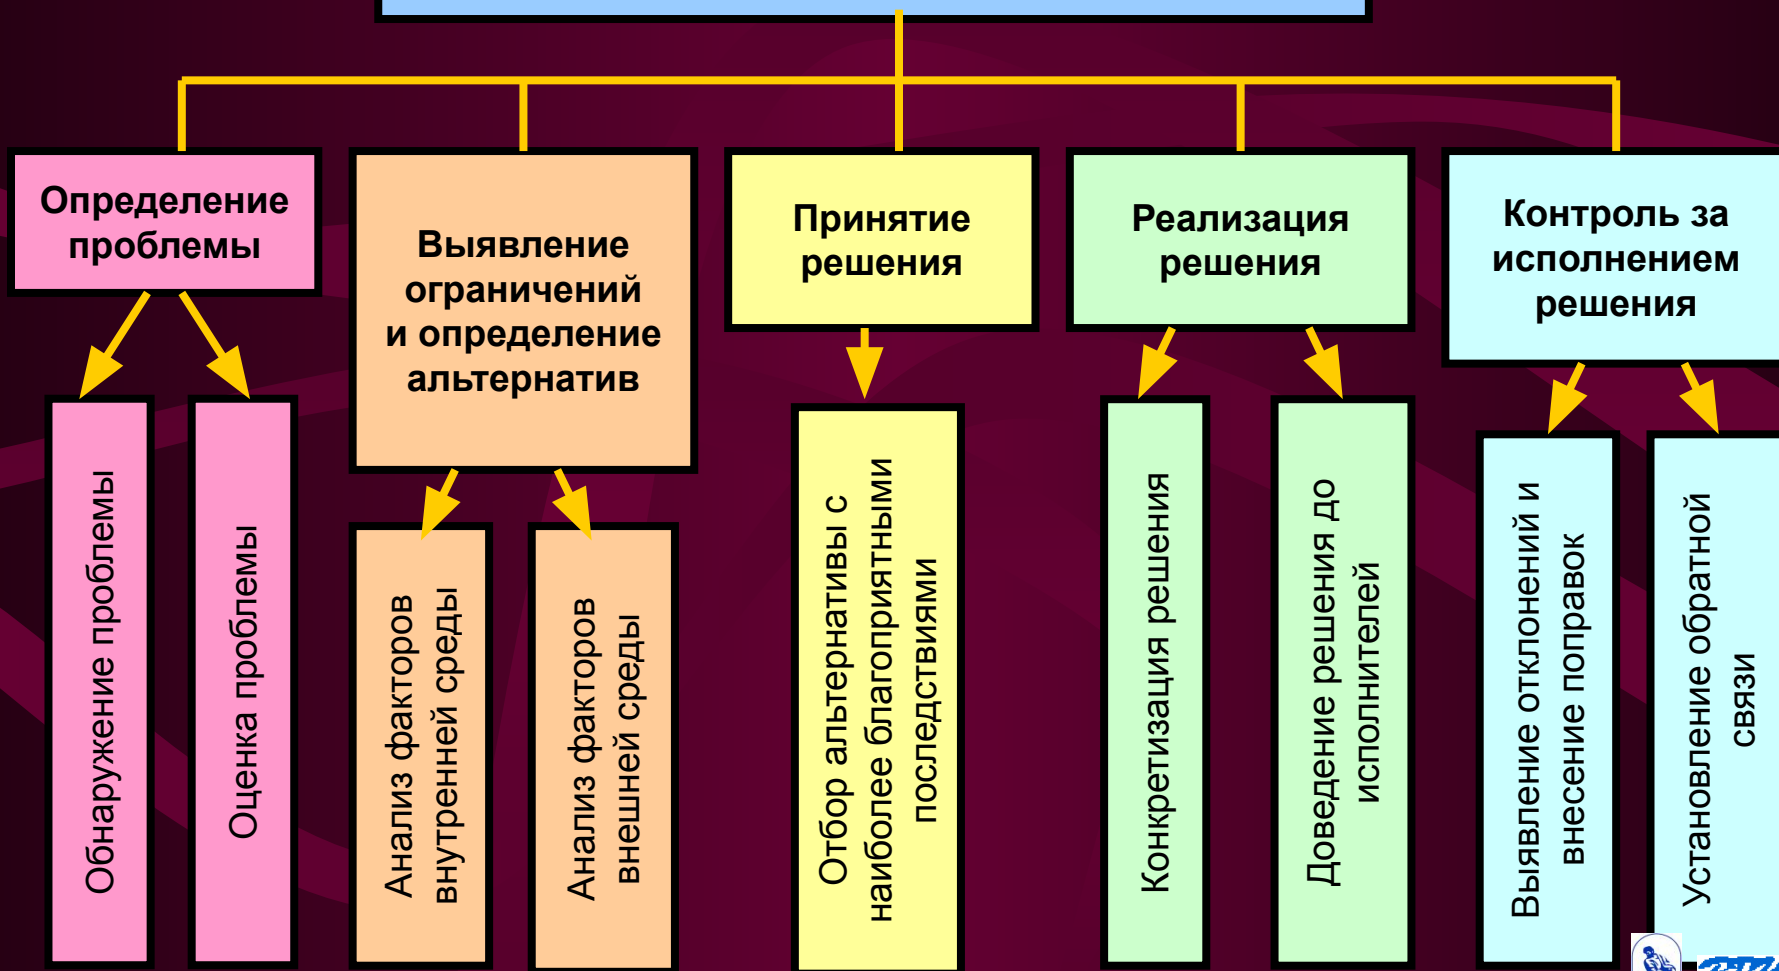 Определение
проблемы
Выявление
ограничений
и определение
альтернатив
Принятие
решения
Реализация
решения
Контроль за
исполнением
решения
Обнаружение проблемы
Оценка проблемы
Анализ факторов
внутренней среды
Анализ факторов
внешней среды
Отбор альтернативы с
наиболее благоприятными
последствиями
Конкретизация решения
Доведение решения до
исполнителей
Выявление отклонений и
внесение поправок
Установление обратной
связи